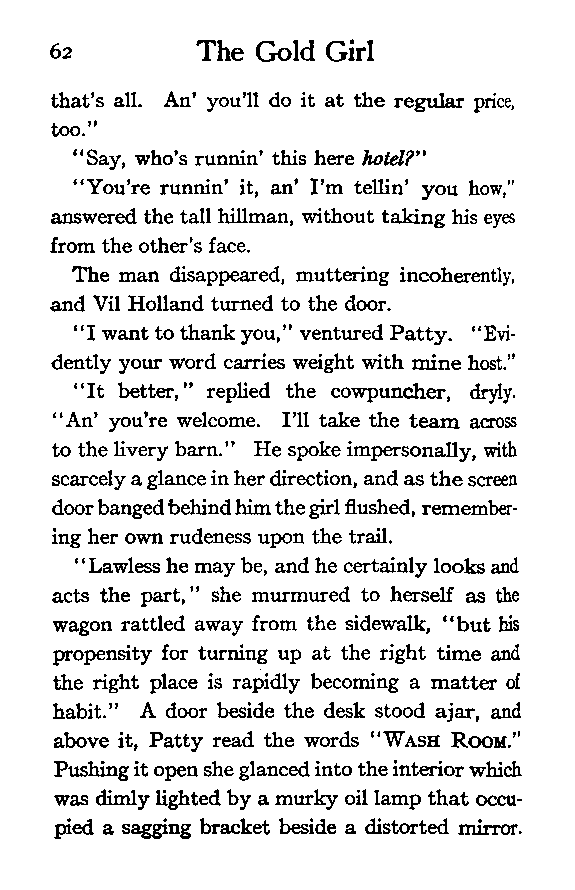 62 The Gold Girl
that's all. An' you'll do it at the regular price,
too."
"Say, who's runnin' this here hotel?"
"You're runnin' it, an' I'm tellin' you how,"
answered the tall hillman, without taking his eyes
from the other's face.
The man disappeared, muttering incoherently,
and Vil Holland turned to the door.
"I want to thank you," ventured Patty. "Evi-
dently your word carries weight with mine host."
"It better," replied the cowpuncher, dryly.
"An' you're welcome. I'll take the team across
to the livery barn." He spoke impersonally, with
scarcely a glance in her direction, and as the screen
door banged behind him the girl flushed, remember-
ing her own rudeness upon the trail.
"Lawless he may be, and he certainly looks and
acts the part," she murmured to herself as the
wagon rattled away from the sidewalk, "but his
propensity for turning up at the right time and
the right place is rapidly becoming a matter of
habit." A door beside the desk stood ajar, and
above it, Patty read the words "WASH ROOM."
Pushing it open she glanced into the interior which
was dimly lighted by a murky oil lamp that occu-
pied a sagging bracket beside a distorted mirror.